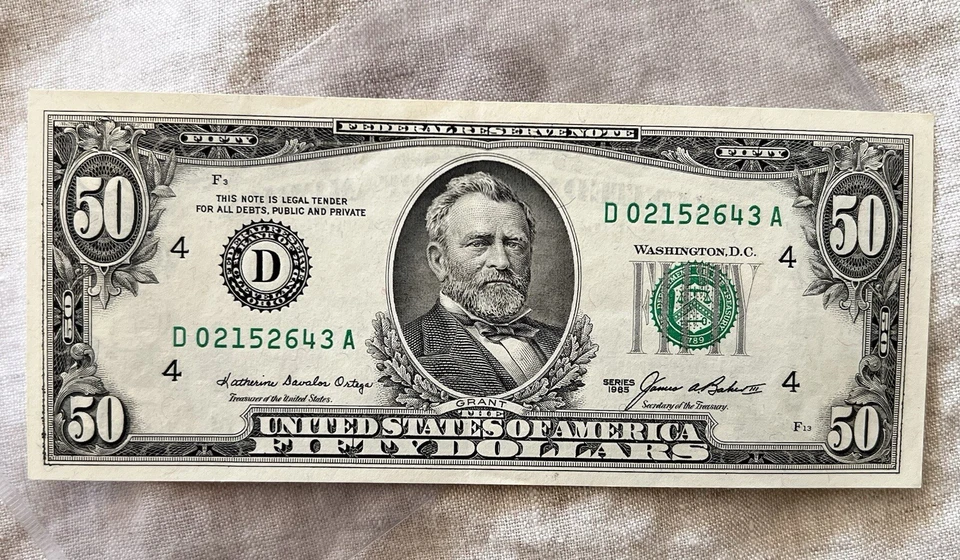 FEDERAL RESERVE NOTE
FIFTY
FIFTY
50
50
F3
THIS NOTE IS LEGAL TENDER
FOR ALL DEBTS, PUBLIC AND PRIVATE
D 02152643 A
WASHINGTON, D.C.
4
4
D
FIFTY
D 02152643 A
4
4
Katherine Davalos Ortega
Treasurer of the United States.
SERIES
1985
James A Baker III
Secretary of the Treasury.
GRANT
F13
50
50
THE
UNITED STATES OF AMERICA
FIFTY DOLLARS